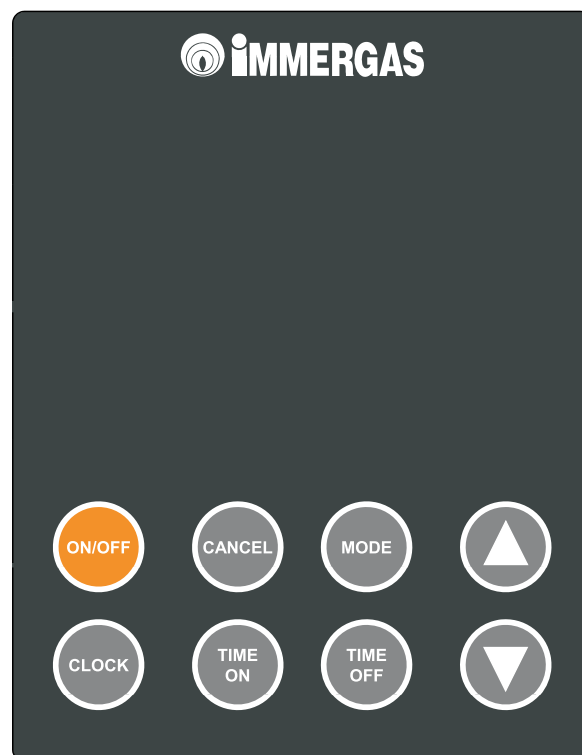 iMMERGAS
ON/OFF
CANCEL
MODE
CLOCK
TIME
ON
TIME
OFF